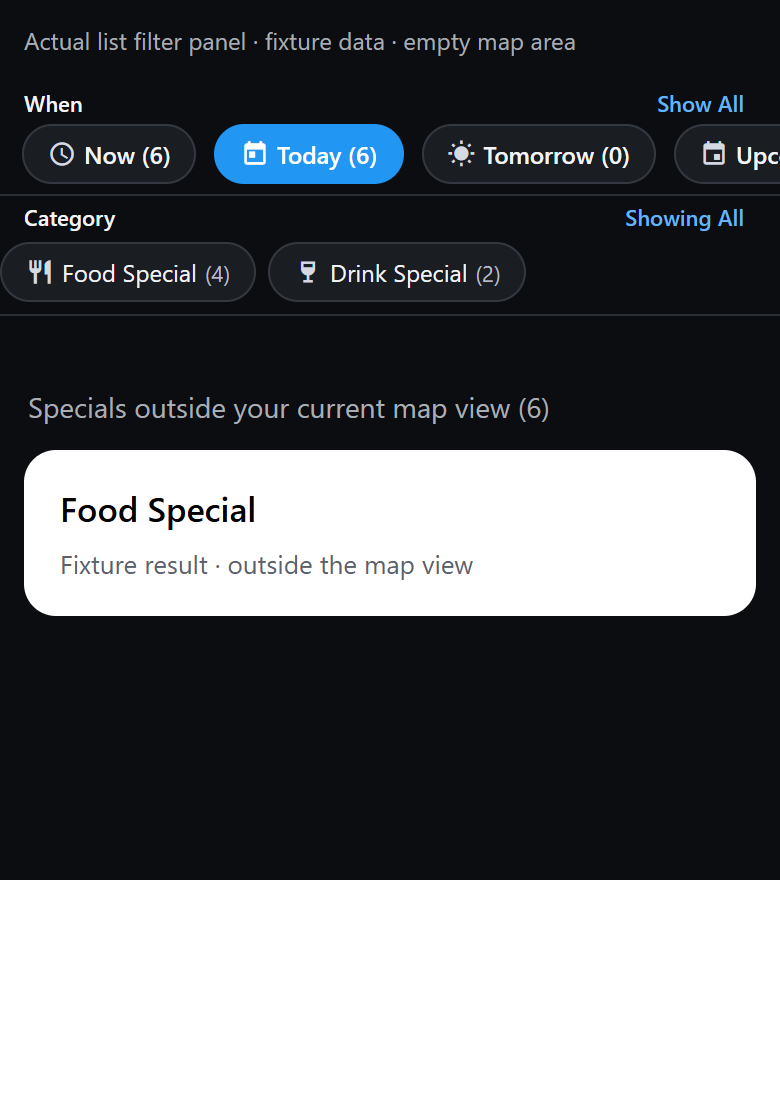 Actual list filter panel · fixture data · empty map area
When
Show All
Now (6)
Today (6)
Tomorrow (0)
Upc
Category
Showing All
Food Special (4)
Drink Special (2)
Specials outside your current map view (6)
Food Special
Fixture result · outside the map view